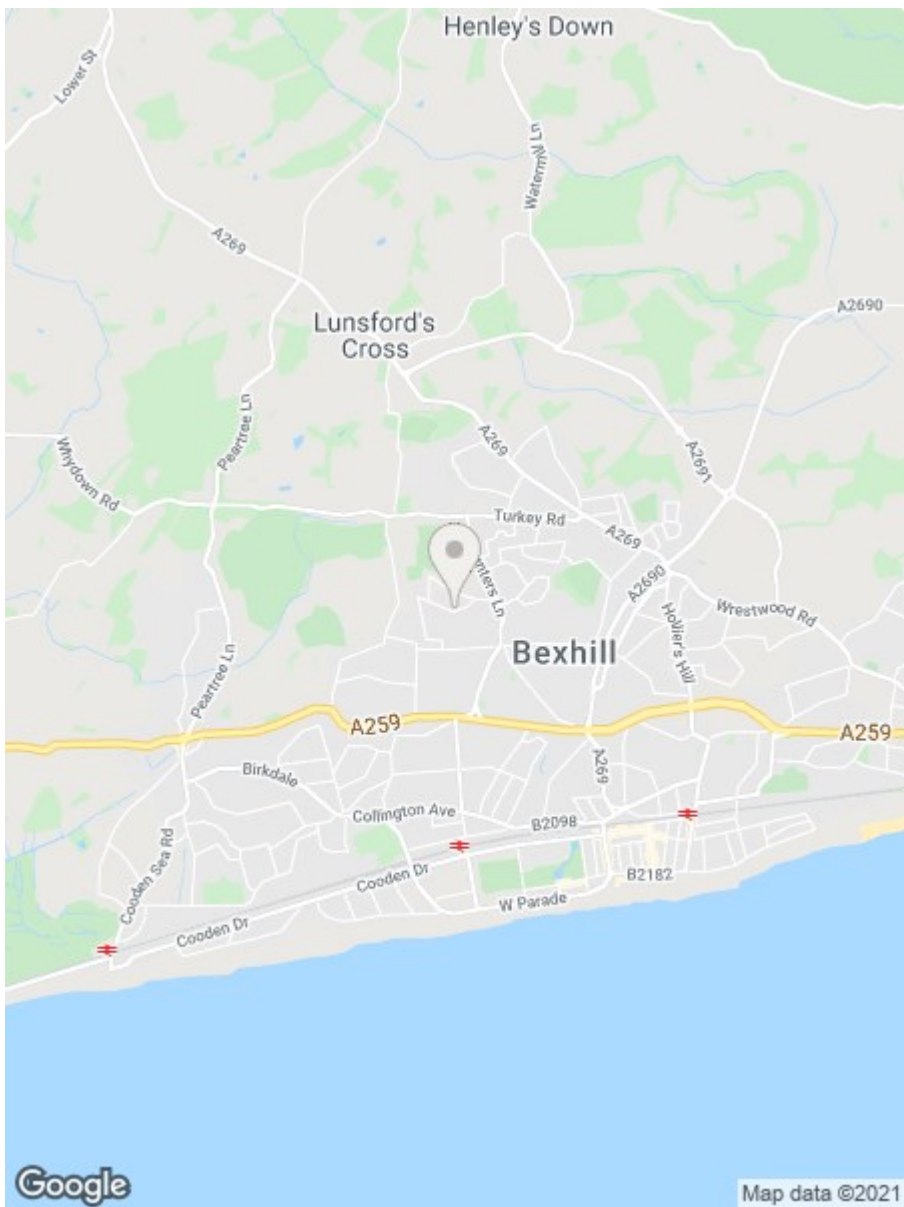 Henley's Down
Lower St
Watermill Ln
A269
A2690
Lunsford's
Cross
Peartree Ln
A269
A2691
Whydown Rd
Turkey Rd
A269
A2690
Wrestwood Rd
Hollier's Hill
Bexhill
Peartree Ln
A259
A259
Birkdale
A269
Collington Ave
B2098
Cooden Sea Rd
Cooden Dr
B2182
W Parade
Cooden Dr
Google
Map data ©2021